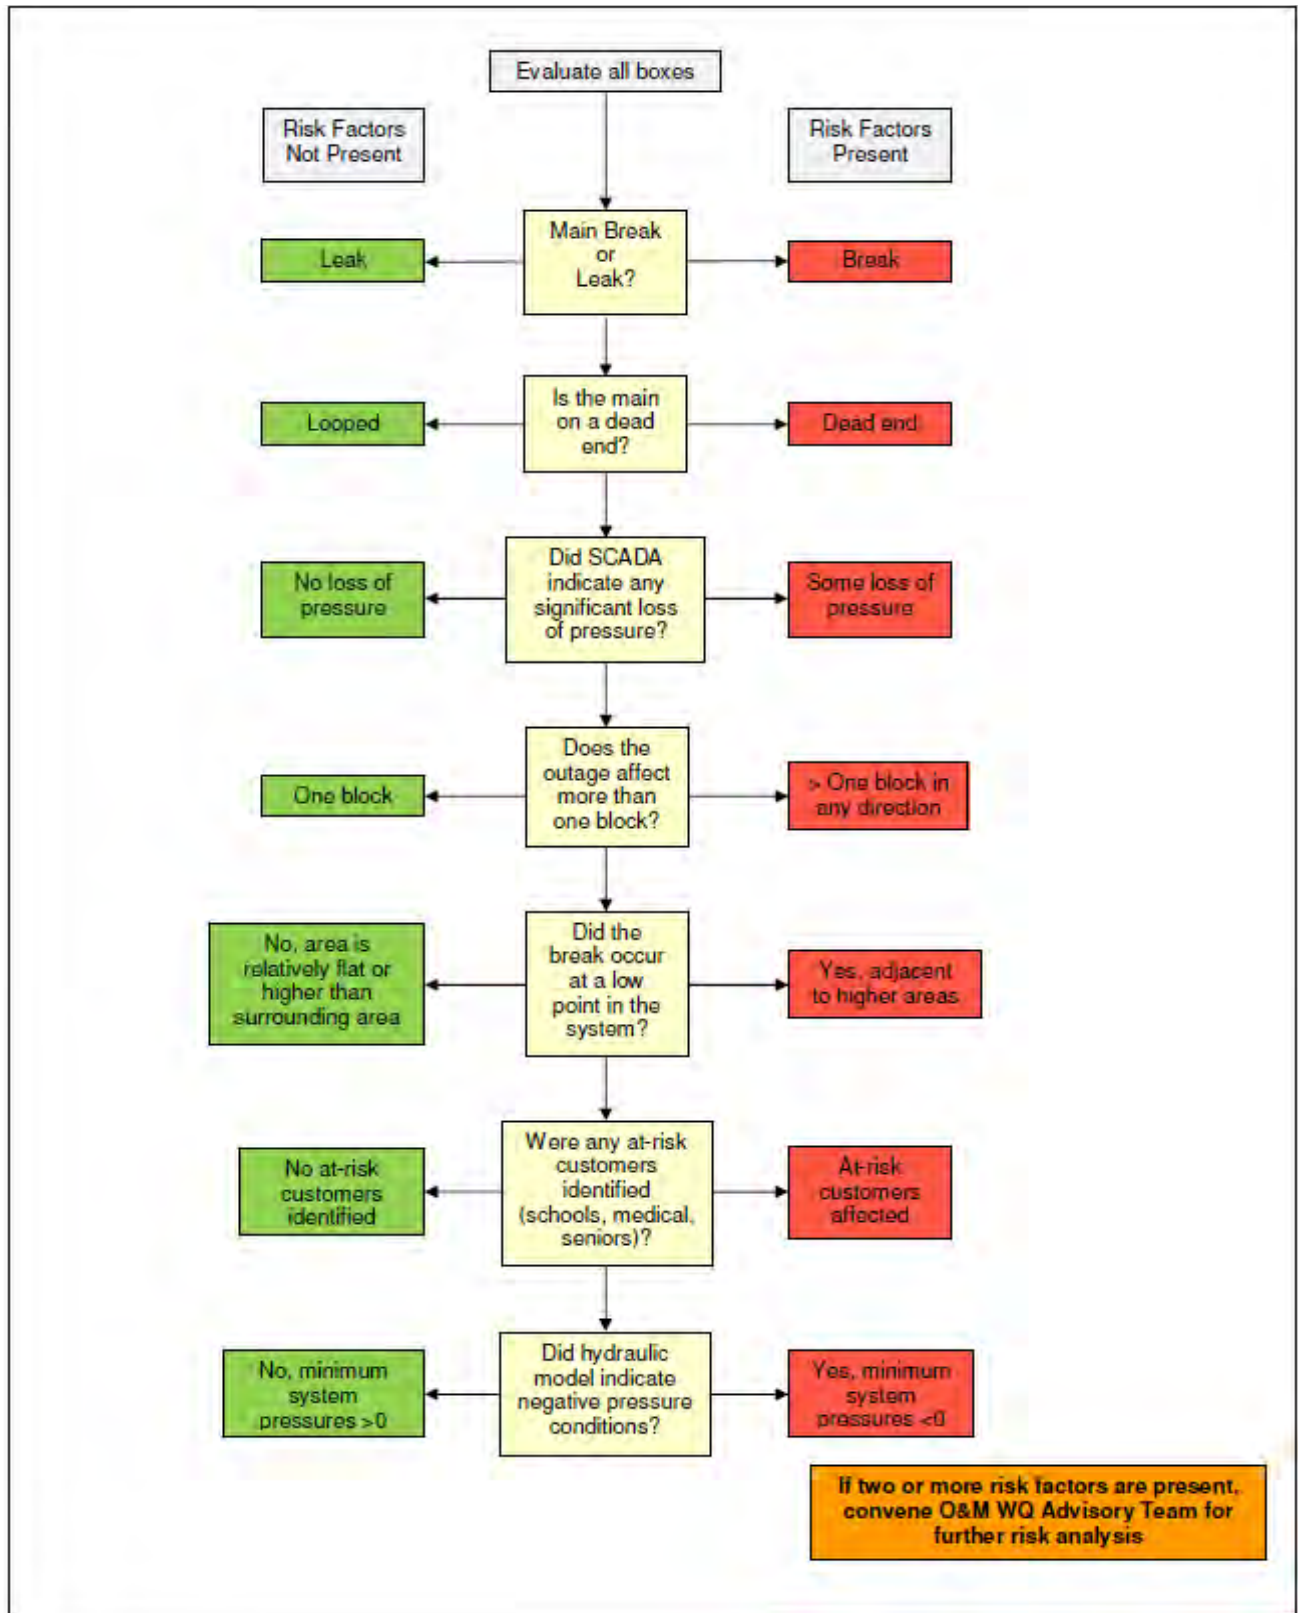 Evaluate all boxes
Risk Factors
Not Present
Risk Factors
Present
Main Break
or
Leak?
Leak
Break
Is the main
on a dead
end?
Looped
Dead end
Did SCADA
indicate any
significant loss
of pressure?
No loss of
pressure
Some loss of
pressure
Does the
outage affect
more than
one block?
One block
> One block in
any direction
Did the
break occur
at a low
point in the
system?
No, area is
relatively flat or
higher than
surrounding area
Yes, adjacent
to higher areas
Were any at-risk
customers
identified
(schools, medical,
seniors)?
No at-risk
customers
identified
At-risk
customers
affected
Did hydraulic
model indicate
negative pressure
conditions?
No, minimum
system
pressures >0
Yes, minimum
system
pressures <0
If two or more risk factors are present,
convene O&M WQ Advisory Team for
further risk analysis